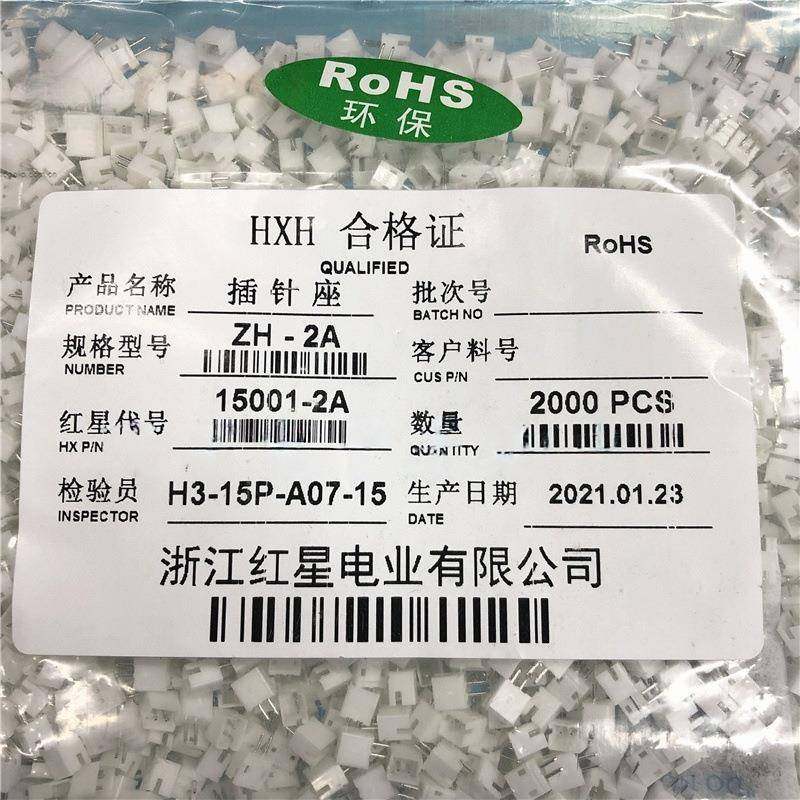 RoHS
环保
HXH 合格证
RoHS
QUALIFIED
产品名称 插针座 批次号
PRODUCT NAME BATCH NO
规格型号 ZH - 2A 客户料号
NUMBER CUS P/N
红星代号 15001-2A 数量 2000 PCS
HX P/N QUANTITY
检验员 H3-15P-A07-15 生产日期 2021.01.23
INSPECTOR DATE
浙江红星电业有限公司